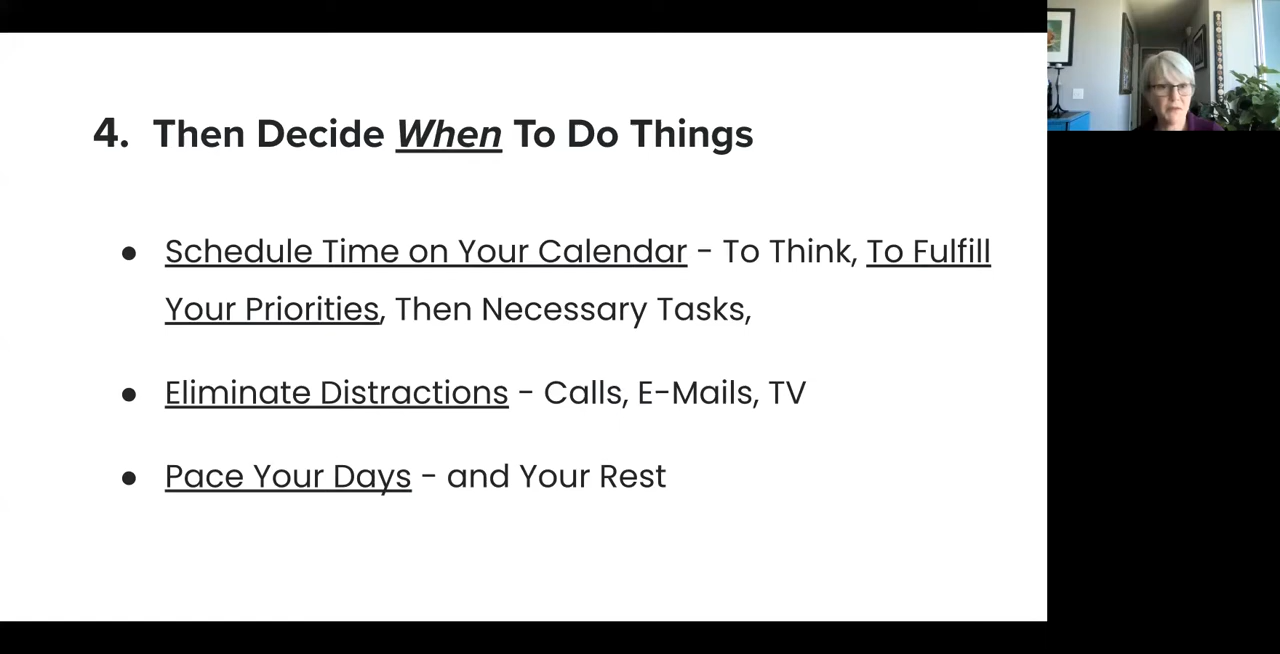 4. Then Decide When To Do Things
● Schedule Time on Your Calendar - To Think, To Fulfill
Your Priorities, Then Necessary Tasks,
● Eliminate Distractions - Calls, E-Mails, TV
● Pace Your Days - and Your Rest